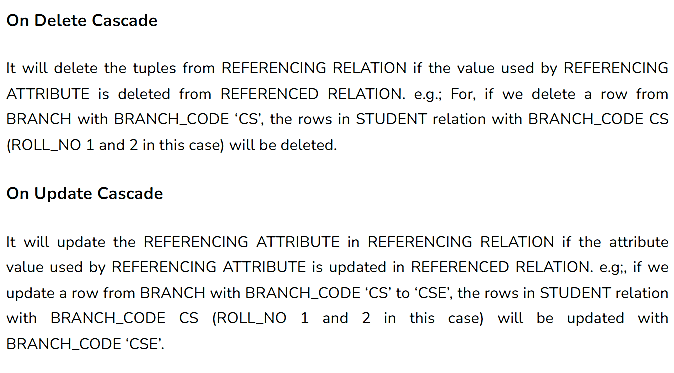 On Delete Cascade
It will delete the tuples from REFERENCING RELATION if the value used by REFERENCING
ATTRIBUTE is deleted from REFERENCED RELATION. e.g.; For, if we delete a row from
BRANCH with BRANCH_CODE ‘CS’, the rows in STUDENT relation with BRANCH_CODE CS
(ROLL_NO 1 and 2 in this case) will be deleted.
On Update Cascade
It will update the REFERENCING ATTRIBUTE in REFERENCING RELATION if the attribute
value used by REFERENCING ATTRIBUTE is updated in REFERENCED RELATION. e.g;, if we
update a row from BRANCH with BRANCH_CODE ‘CS’ to ‘CSE’, the rows in STUDENT relation
with BRANCH_CODE CS (ROLL_NO 1 and 2 in this case) will be updated with
BRANCH_CODE ‘CSE’.